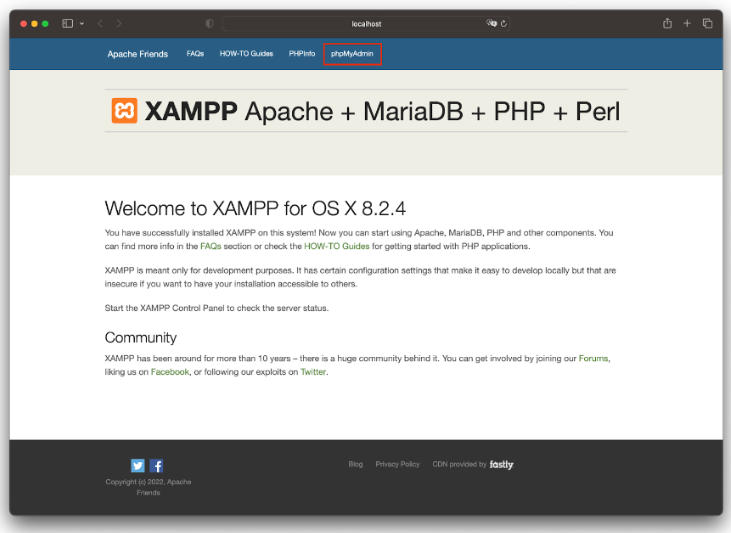 localhost
Apache Friends FAQs HOW-TO Guides PHPInfo phpMyAdmin
XAMPP Apache + MariaDB + PHP + Perl
Welcome to XAMPP for OS X 8.2.4
You have successfully installed XAMPP on this system! Now you can start using Apache, MariaDB, PHP and other components. You
can find more info in the FAQs section or check the HOW-TO Guides for getting started with PHP applications.
XAMPP is meant only for development purposes. It has certain configuration settings that make it easy to develop locally but that are
insecure if you want to have your installation accessible to others.
Start the XAMPP Control Panel to check the server status.
Community
XAMPP has been around for more than 10 years – there is a huge community behind it. You can get involved by joining our Forums,
liking us on Facebook, or following our exploits on Twitter.
Blog Privacy Policy CDN provided by fastly
Copyright (c) 2022, Apache
Friends